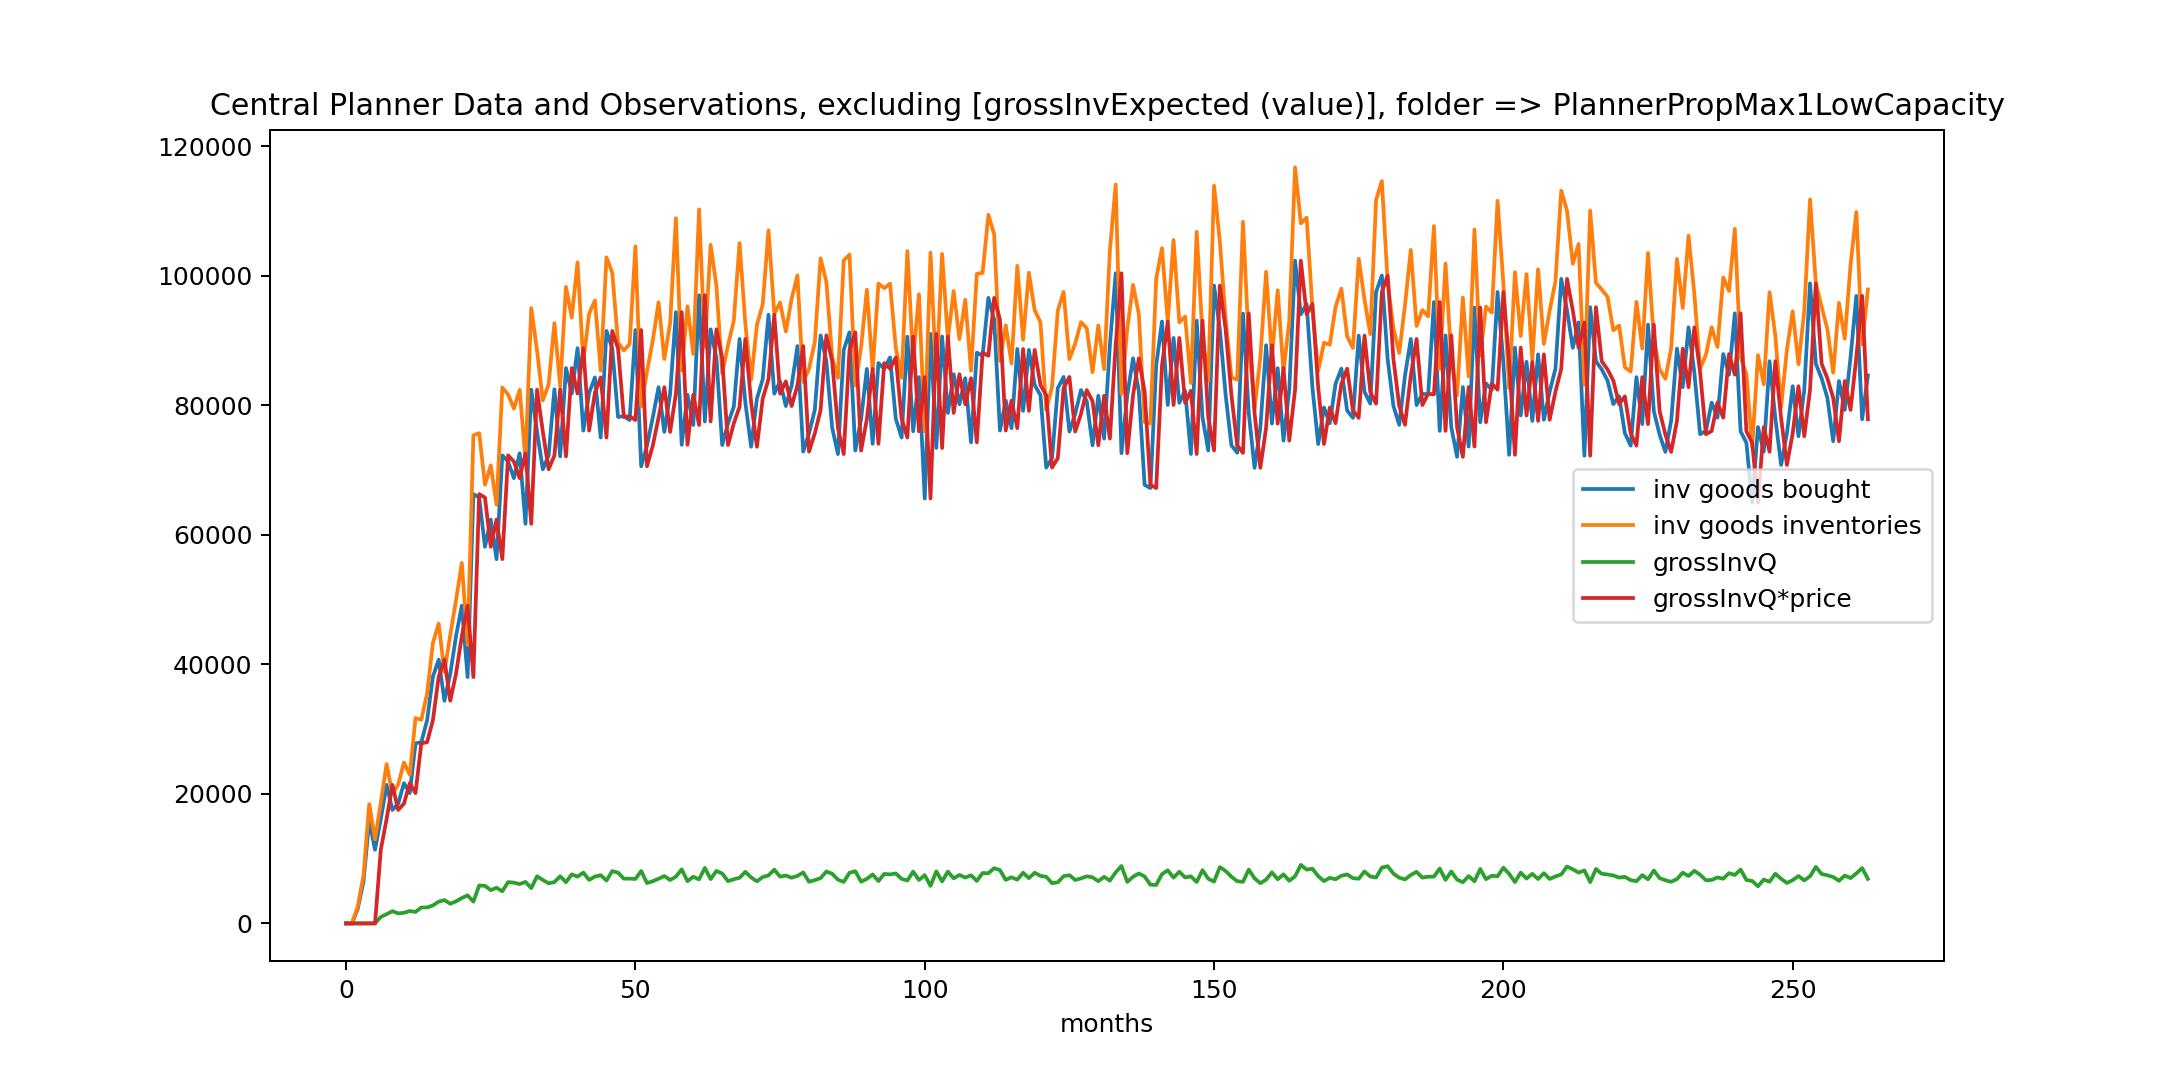 Central Planner Data and Observations, excluding [grossInvExpected (value)], folder => PlannerPropMax1LowCapacity
120000
100000
80000
60000
40000
20000
0
inv goods bought
inv goods inventories
grossInvQ
grossInvQ*price
0 50 100 150 200 250
months